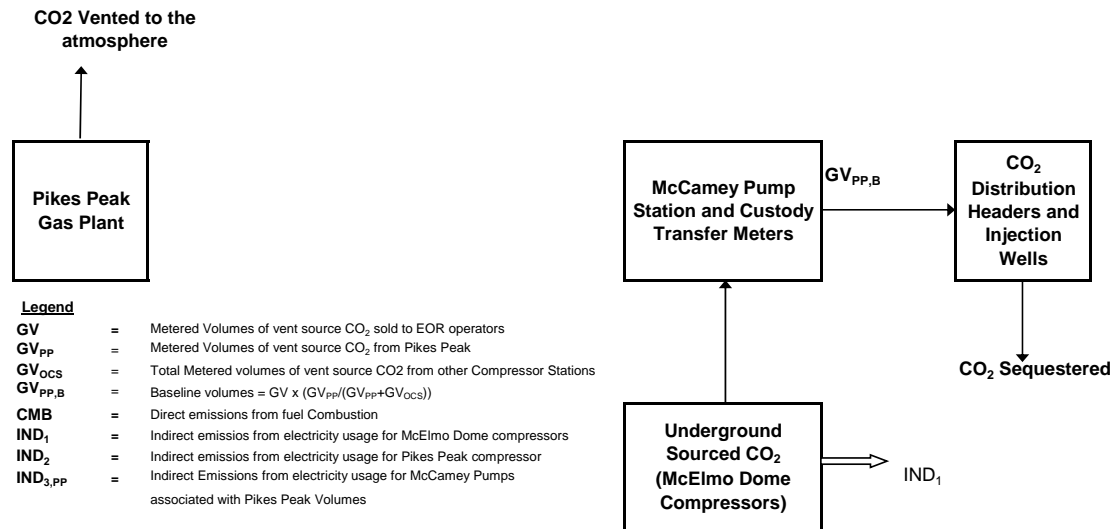 CO2 Vented to the
atmosphere
Pikes Peak
Gas Plant
McCamey Pump
Station and Custody
Transfer Meters
GVPP,B
CO2
Distribution
Headers and
Injection
Wells
CO2 Sequestered
Underground
Sourced CO2
(McElmo Dome
Compressors)
IND1
Legend
GV = Metered Volumes of vent source CO2 sold to EOR operators
GVPP = Metered Volumes of vent source CO2 from Pikes Peak
GVOCS = Total Metered volumes of vent source CO2 from other Compressor Stations
GVPP,B = Baseline volumes = GV x (GVPP/(GVPP+GVOCS))
CMB = Direct emissions from fuel Combustion
IND1 = Indirect emissios from electricity usage for McElmo Dome compressors
IND2 = Indirect emissions from electricity usage for Pikes Peak compressor
IND3,PP = Indirect Emissions from electricity usage for McCamey Pumps
associated with Pikes Peak Volumes